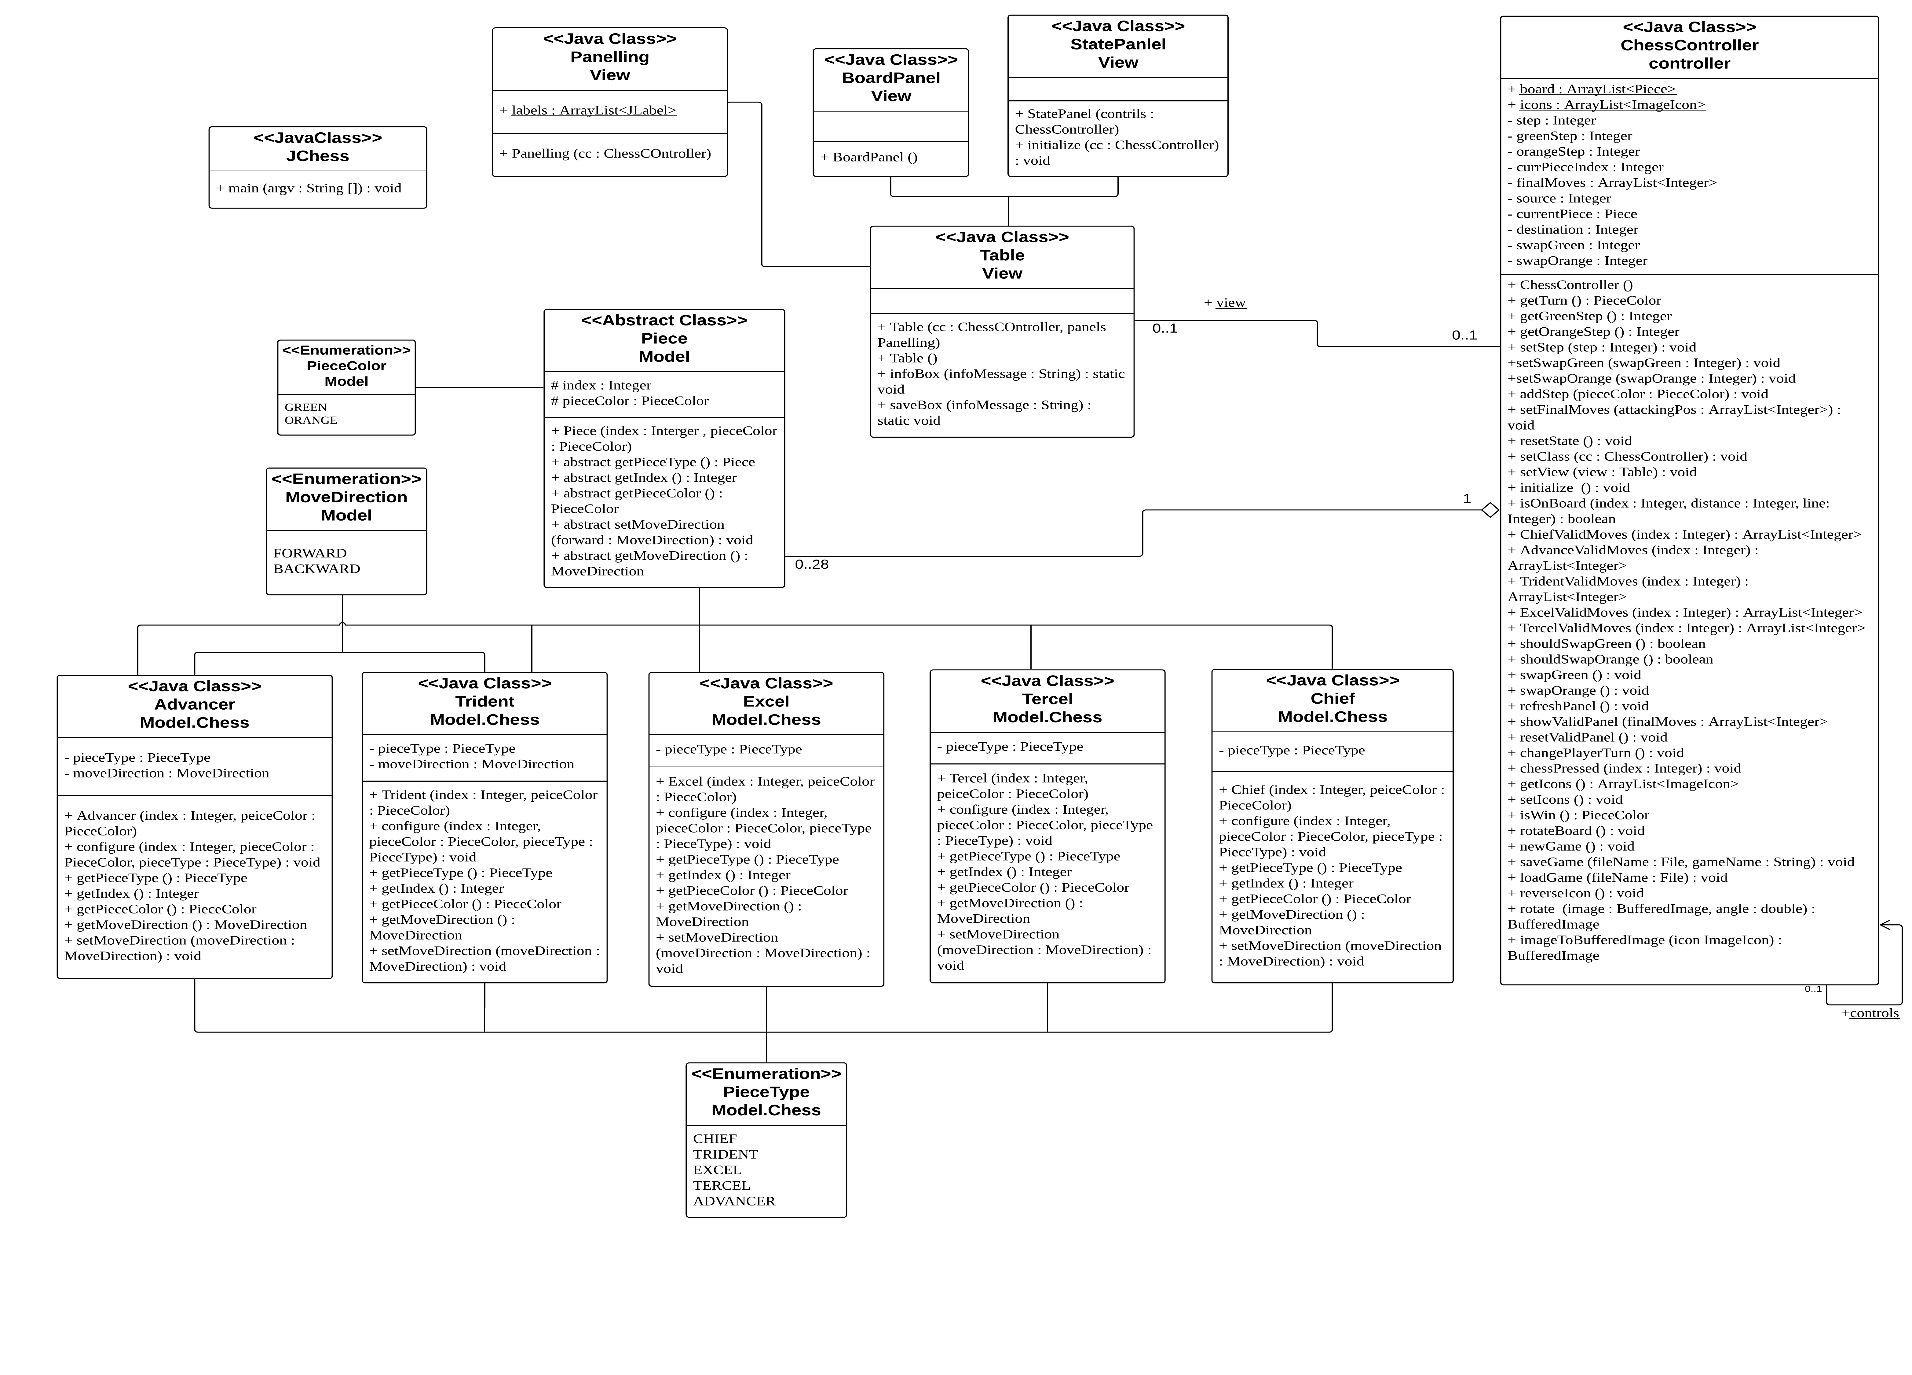 <<JavaClass>>
JChess
+ main (argv : String []) : void
<<Java Class>>
Panelling
View
+ labels : ArrayList<JLabel>
+ Panelling (cc : ChessCOntroller)
<<Java Class>>
BoardPanel
View
+ BoardPanel ()
<<Java Class>>
StatePanlel
View
+ StatePanel (contrils :
ChessController)
+ initialize (cc : ChessController)
: void
<<Java Class>>
Table
View
+ Table (cc : ChessCOntroller, panels
Panelling)
+ Table ()
+ infoBox (infoMessage : String) : static
void
+ saveBox (infoMessage : String) :
static void
+ view
0..1
0..1
<<Java Class>>
ChessController
controller
+ board : ArrayList<Piece>
+ icons : ArrayList<ImageIcon>
- step : Integer
- greenStep : Integer
- orangeStep : Integer
- currPieceIndex : Integer
- finalMoves : ArrayList<Integer>
- source : Integer
- currentPiece : Piece
- destination : Integer
- swapGreen : Integer
- swapOrange : Integer
+ ChessController ()
+ getTurn () : PieceColor
+ getGreenStep () : Integer
+ getOrangeStep () : Integer
+ setStep (step : Integer) : void
+setSwapGreen (swapGreen : Integer) : void
+setSwapOrange (swapOrange : Integer) : void
+ addStep (pieceColor : PieceColor) : void
+ setFinalMoves (attackingPos : ArrayList<Integer>) :
void
+ resetState () : void
+ setClass (cc : ChessController) : void
+ setView (view : Table) : void
+ initialize () : void
+ isOnBoard (index : Integer, distance : Integer, line:
Integer) : boolean
+ ChiefValidMoves (index : Integer) : ArrayList<Integer>
+ AdvanceValidMoves (index : Integer) :
ArrayList<Integer>
+ TridentValidMoves (index : Integer) :
ArrayList<Integer>
+ ExcelValidMoves (index : Integer) : ArrayList<Integer>
+ TercelValidMoves (index : Integer) : ArrayList<Integer>
+ shouldSwapGreen () : boolean
+ shouldSwapOrange () : boolean
+ swapGreen () : void
+ swapOrange () : void
+ refreshPanel () : void
+ showValidPanel (finalMoves : ArrayList<Integer>
+ resetValidPanel () : void
+ changePlayerTurn () : void
+ chessPressed (index : Integer) : void
+ getIcons () : ArrayList<ImageIcon>
+ setIcons () : void
+ isWin () : PieceColor
+ rotateBoard () : void
+ newGame () : void
+ saveGame (fileName : File, gameName : String) : void
+ loadGame (fileName : File) : void
+ reverseIcon () : void
+ rotate (image : BufferedImage, angle : double) :
BufferedImage
+ imageToBufferedImage (icon ImageIcon) :
BufferedImage
0..1
+controls
<<Enumeration>>
PieceColor
Model
GREEN
ORANGE
<<Abstract Class>>
Piece
Model
# index : Integer
# pieceColor : PieceColor
+ Piece (index : Interger , pieceColor
: PieceColor)
+ abstract getPieceType () : Piece
+ abstract getIndex () : Integer
+ abstract getPieceColor () :
PieceColor
+ abstract setMoveDirection
(forward : MoveDirection) : void
+ abstract getMoveDirection () :
MoveDirection
1
0..28
<<Enumeration>>
MoveDirection
Model
FORWARD
BACKWARD
<<Java Class>>
Advancer
Model.Chess
- pieceType : PieceType
- moveDirection : MoveDirection
+ Advancer (index : Integer, peiceColor :
PieceColor)
+ configure (index : Integer, pieceColor :
PieceColor, pieceType : PieceType) : void
+ getPieceType () : PieceType
+ getIndex () : Integer
+ getPieceColor () : PieceColor
+ getMoveDirection () : MoveDirection
+ setMoveDirection (moveDirection :
MoveDirection) : void
<<Java Class>>
Trident
Model.Chess
- pieceType : PieceType
- moveDirection : MoveDirection
+ Trident (index : Integer, peiceColor
: PieceColor)
+ configure (index : Integer,
pieceColor : PieceColor, pieceType :
PieceType) : void
+ getPieceType () : PieceType
+ getIndex () : Integer
+ getPieceColor () : PieceColor
+ getMoveDirection () :
MoveDirection
+ setMoveDirection (moveDirection :
MoveDirection) : void
<<Java Class>>
Excel
Model.Chess
- pieceType : PieceType
+ Excel (index : Integer, peiceColor
: PieceColor)
+ configure (index : Integer,
pieceColor : PieceColor, pieceType
: PieceType) : void
+ getPieceType () : PieceType
+ getIndex () : Integer
+ getPieceColor () : PieceColor
+ getMoveDirection () :
MoveDirection
+ setMoveDirection
(moveDirection : MoveDirection) :
void
<<Java Class>>
Tercel
Model.Chess
- pieceType : PieceType
+ Tercel (index : Integer,
peiceColor : PieceColor)
+ configure (index : Integer,
pieceColor : PieceColor, pieceType
: PieceType) : void
+ getPieceType () : PieceType
+ getIndex () : Integer
+ getPieceColor () : PieceColor
+ getMoveDirection () :
MoveDirection
+ setMoveDirection
(moveDirection : MoveDirection) :
void
<<Java Class>>
Chief
Model.Chess
- pieceType : PieceType
+ Chief (index : Integer, peiceColor :
PieceColor)
+ configure (index : Integer,
pieceColor : PieceColor, pieceType :
PieceType) : void
+ getPieceType () : PieceType
+ getIndex () : Integer
+ getPieceColor () : PieceColor
+ getMoveDirection () :
MoveDirection
+ setMoveDirection (moveDirection
: MoveDirection) : void
<<Enumeration>>
PieceType
Model.Chess
CHIEF
TRIDENT
EXCEL
TERCEL
ADVANCER